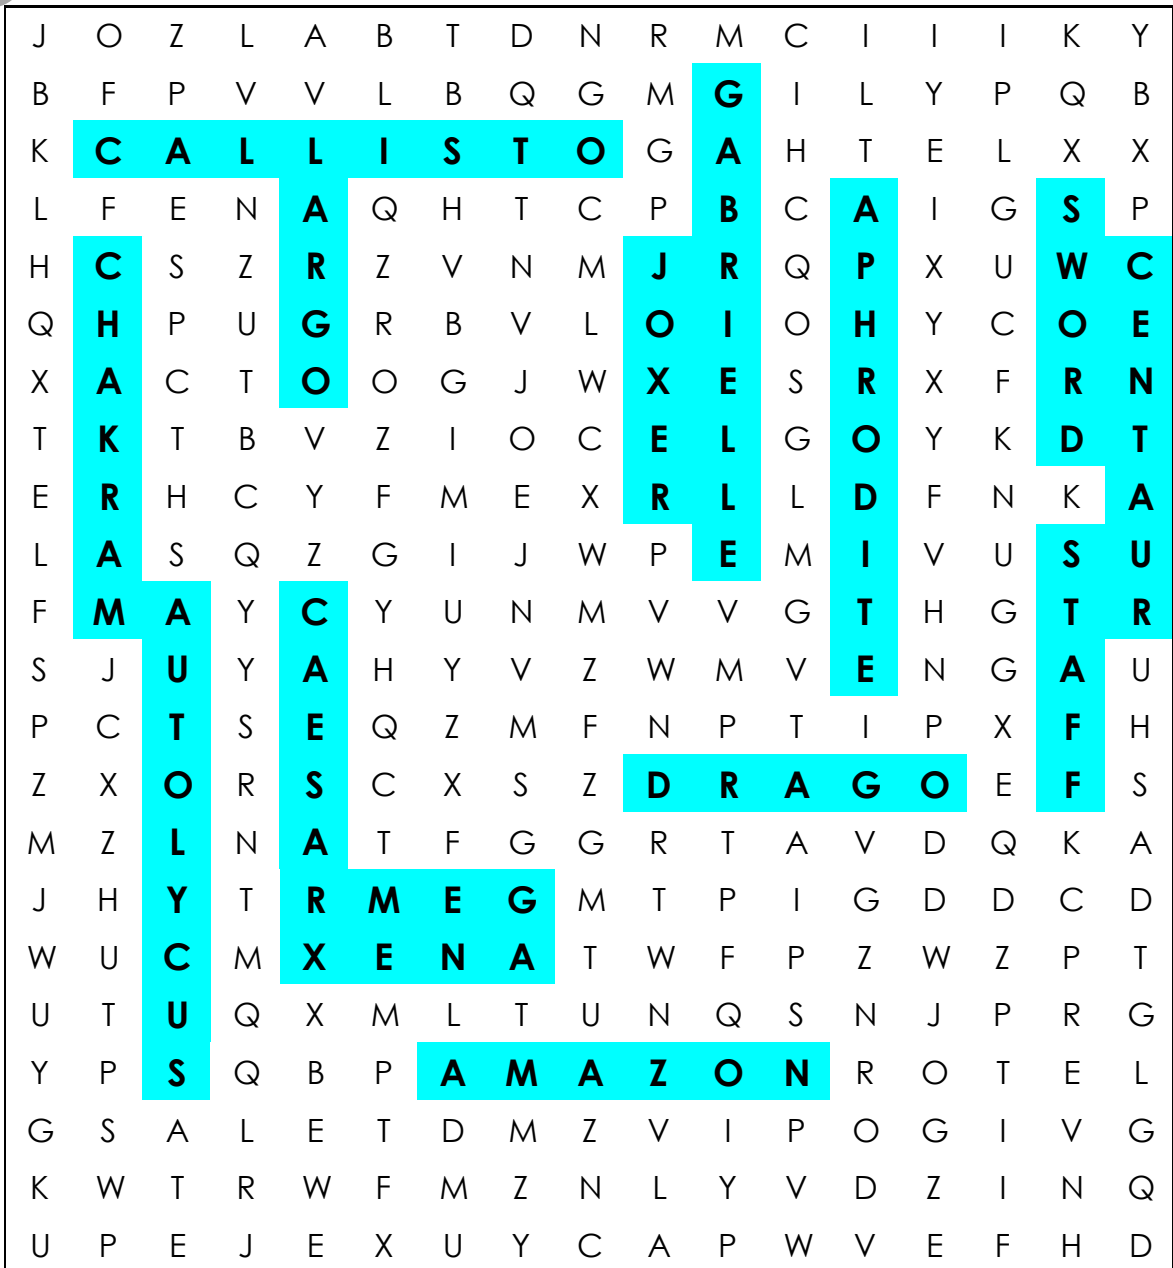 J O Z L A B T D N R M C I I I K Y
B F P V V L B Q G M G I L Y P Q B
K C A L L I S T O G A H T E L X X
L F E N A Q H T C P B C A I G S P
H C S Z R Z V N M J R Q P X U W C
Q H P U G R B V L O I O H Y C O E
X A C T O O G J W X E S R X F R N
T K T B V Z I O C E L G O Y K D T
E R H C Y F M E X R L L D F N K A
L A S Q Z G I J W P E M I V U S U
F M A Y C Y U N M V V G T H G T R
S J U Y A H Y V Z W M V E N G A U
P C T S E Q Z M F N P T I P X F H
Z X O R S C X S Z D R A G O E F S
M Z L N A T F G G R T A V D Q K A
J H Y T R M E G M T P I G D D C D
W U C M X E N A T W F P Z W Z P T
U T U Q X M L T U N Q S N J P R G
Y P S Q B P A M A Z O N R O T E L
G S A L E T D M Z V I P O G I V G
K W T R W F M Z N L Y V D Z I N Q
U P E J E X U Y C A P W V E F H D